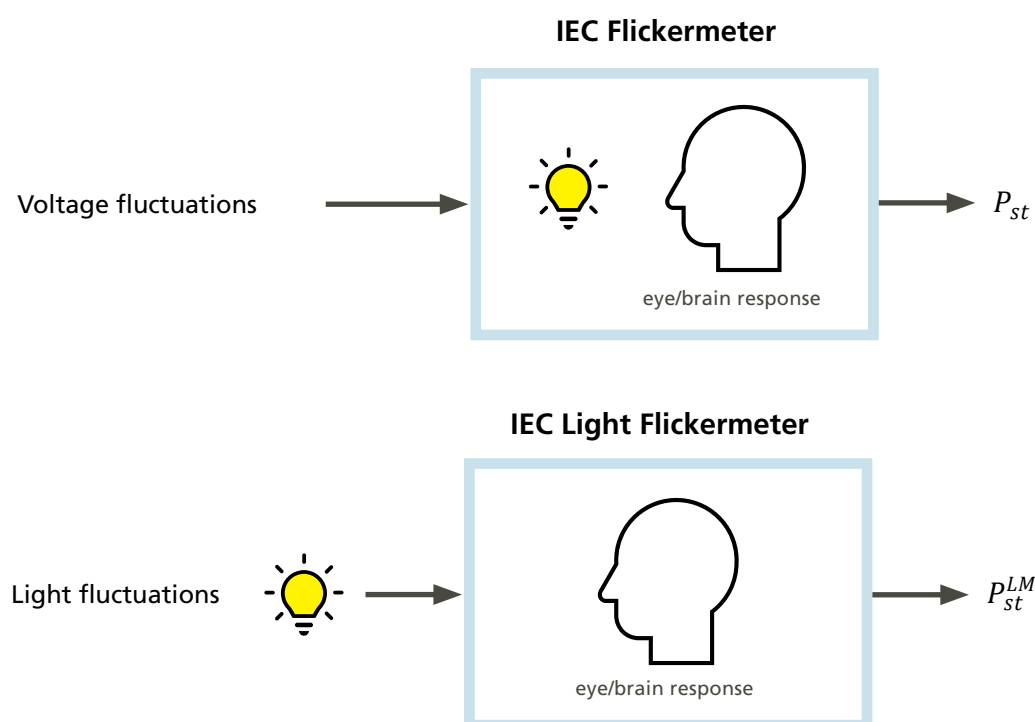 IEC Flickermeter
Voltage fluctuations
P_st
eye/brain response
IEC Light Flickermeter
Light fluctuations
P_st^LM
eye/brain response